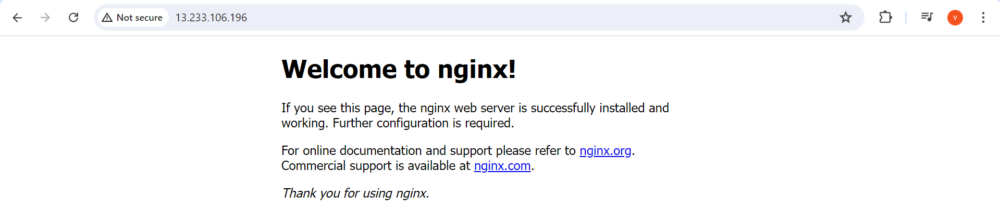 Not secure
13.233.106.196
V
Welcome to nginx!
If you see this page, the nginx web server is successfully installed and
working. Further configuration is required.
For online documentation and support please refer to nginx.org.
Commercial support is available at nginx.com.
Thank you for using nginx.